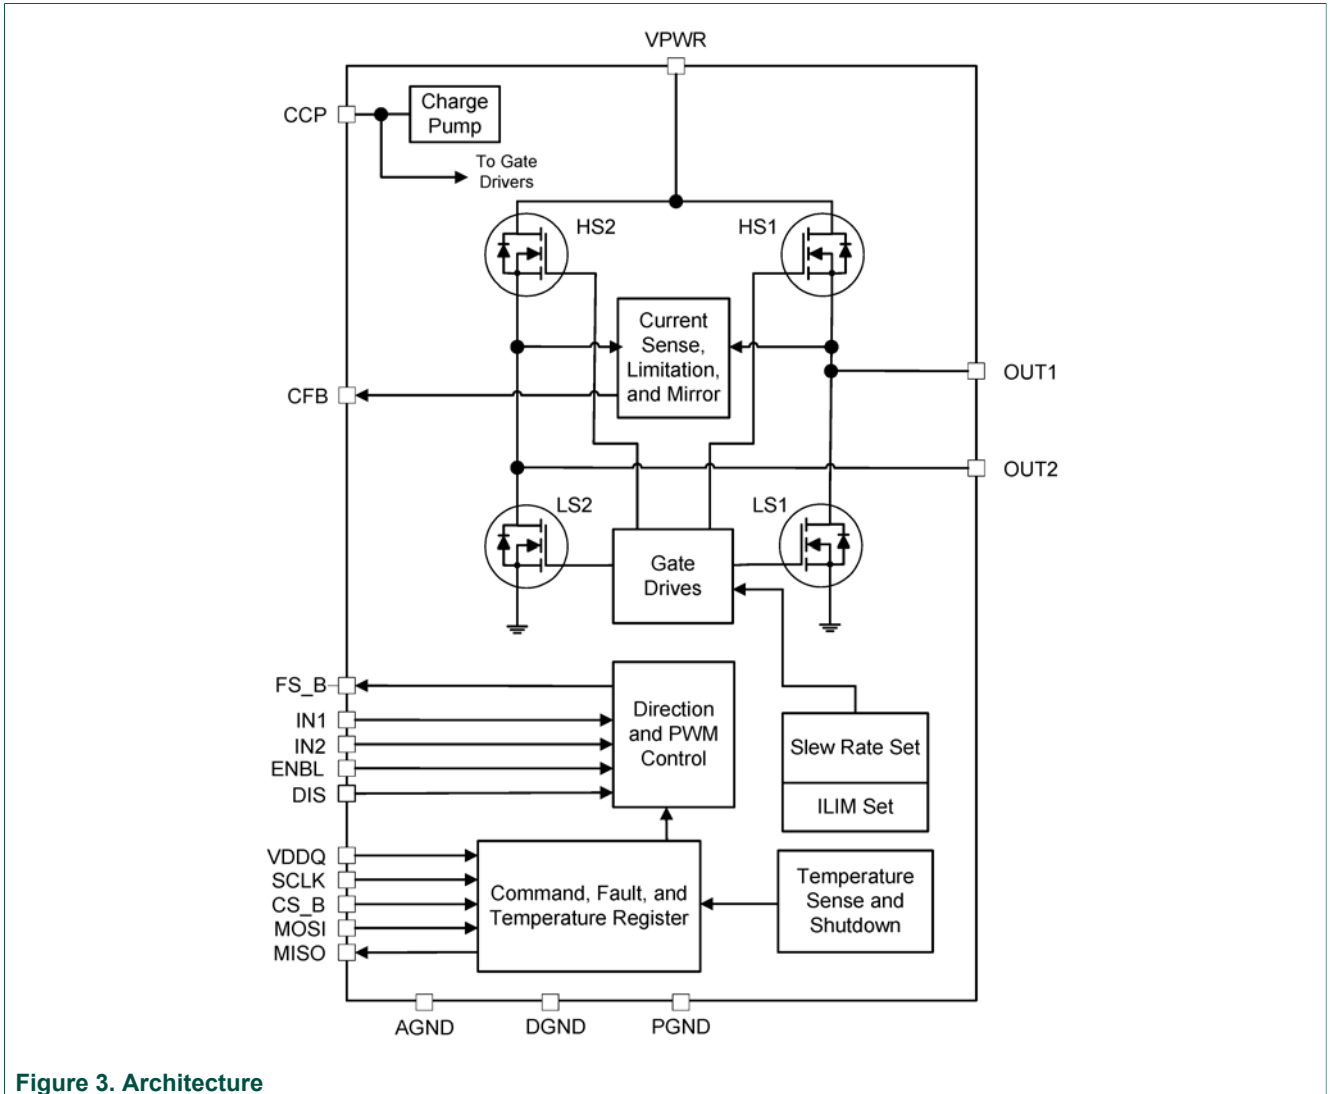 VPWR
CCP
Charge
Pump
To Gate
Drivers
HS2
HS1
Current
Sense,
Limitation,
and Mirror
OUT1
CFB
OUT2
LS2
LS1
Gate
Drives
FS_B
IN1
IN2
ENBL
DIS
Direction
and PWM
Control
Slew Rate Set
ILIM Set
VDDQ
SCLK
CS_B
MOSI
MISO
Command, Fault, and
Temperature Register
Temperature
Sense and
Shutdown
AGND
DGND
PGND
Figure 3. Architecture